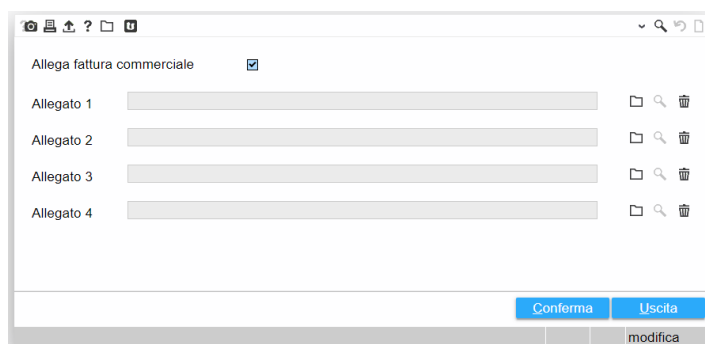 Allega fattura commerciale
Allegato 1
Allegato 2
Allegato 3
Allegato 4
Conferma Uscita
modifica